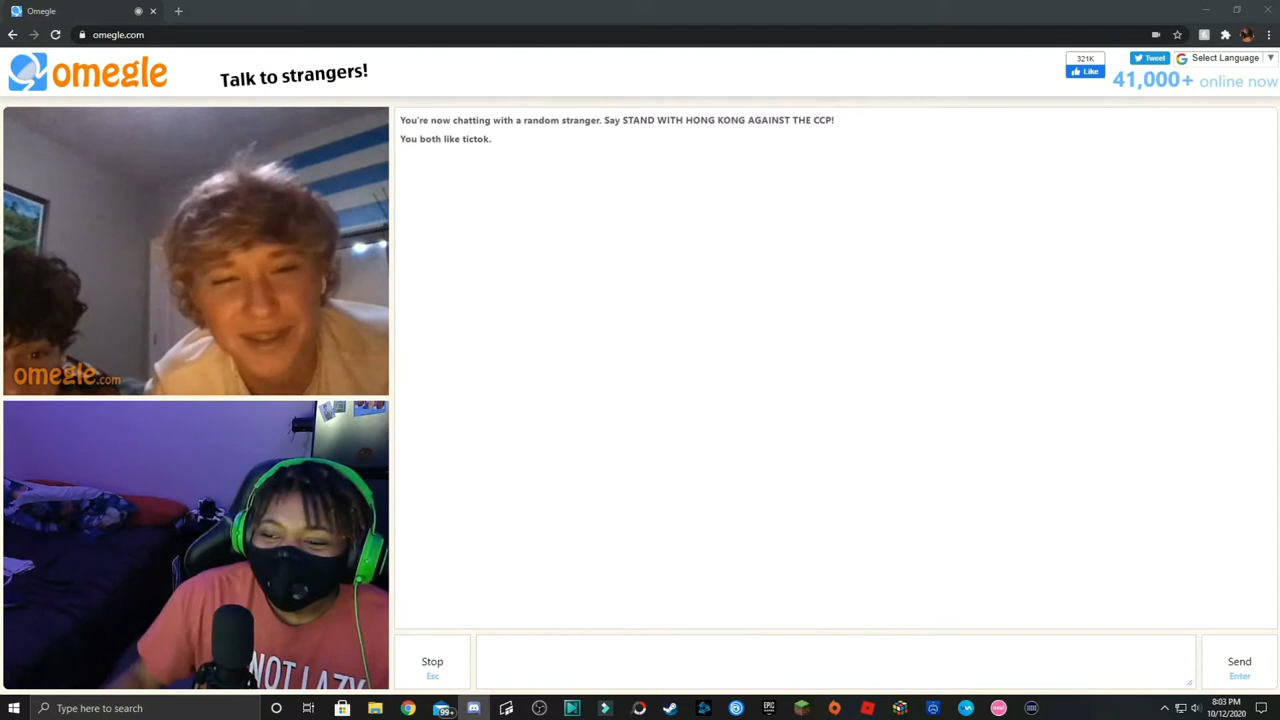 Omegle
omegle.com
omegle
Talk to strangers!
321K
Like
Tweet
Select Language
41,000+ online now
You're now chatting with a random stranger. Say STAND WITH HONG KONG AGAINST THE CCP!
You both like tictok.
omegle.com
NOT LAZY
Stop
Esc
Send
Enter
Type here to search
99+
EPIC
8:03 PM
10/12/2020